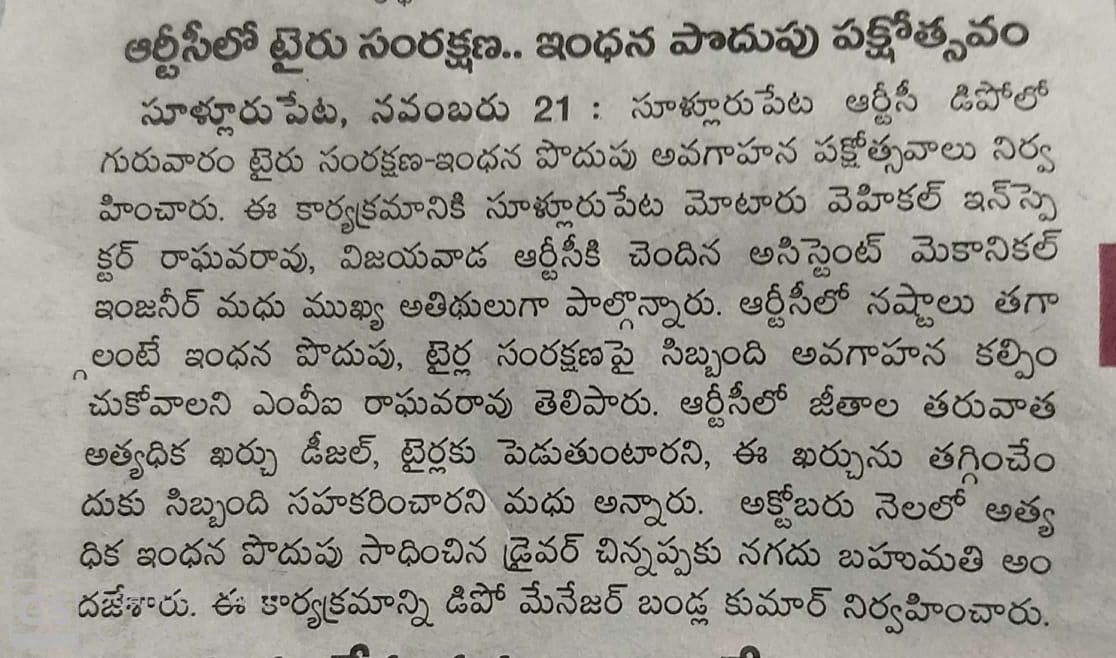 ఆర్టీసీలో టైరు సంరక్షణ.. ఇంధన పొదుపు పక్షోత్సవం
సూళ్లూరుపేట, నవంబరు 21 : సూళ్లూరుపేట ఆర్టీసీ డిపోలో
గురువారం టైరు సంరక్షణ-ఇంధన పొదుపు అవగాహన పక్షోత్సవాలు నిర్వ
హించారు. ఈ కార్యక్రమానికి సూళ్లూరుపేట మోటారు వెహికల్ ఇన్‌స్పె
క్టర్ రాఘవరావు, విజయవాడ ఆర్టీసీకి చెందిన అసిస్టెంట్ మెకానికల్
ఇంజనీర్ మధు ముఖ్య అతిథులుగా పాల్గొన్నారు. ఆర్టీసీలో నష్టాలు తగా
్గలంటే ఇంధన పొదుపు, టైర్ల సంరక్షణపై సిబ్బంది అవగాహన కల్పిం
చుకోవాలని ఎంవీఐ రాఘవరావు తెలిపారు. ఆర్టీసీలో జీతాల తరువాత
అత్యధిక ఖర్చు డీజల్, టైర్లకు పెడుతుంటారని, ఈ ఖర్చును తగ్గించేం
దుకు సిబ్బంది సహకరించారని మధు అన్నారు. అక్టోబరు నెలలో అత్య
ధిక ఇంధన పొదుపు సాధించిన డ్రైవర్ చిన్నప్పకు నగదు బహుమతి అం
దజేశారు. ఈ కార్యక్రమాన్ని డిపో మేనేజర్ బండ్ల కుమార్ నిర్వహించారు.